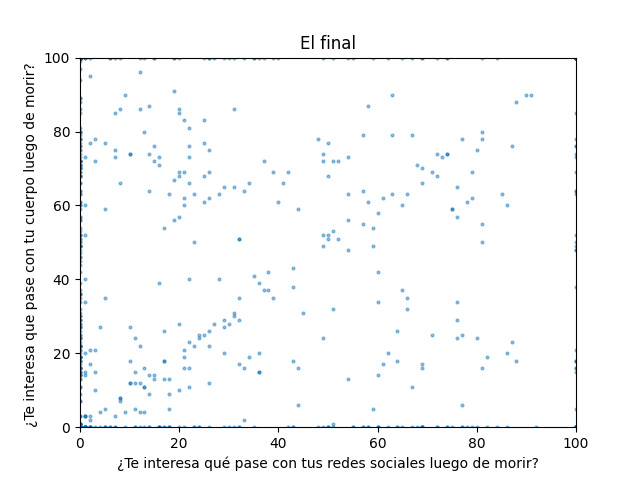 El final
¿Te interesa que pase con tu cuerpo luego de morir?
100
80
60
40
20
0
0 20 40 60 80 100
¿Te interesa qué pase con tus redes sociales luego de morir?